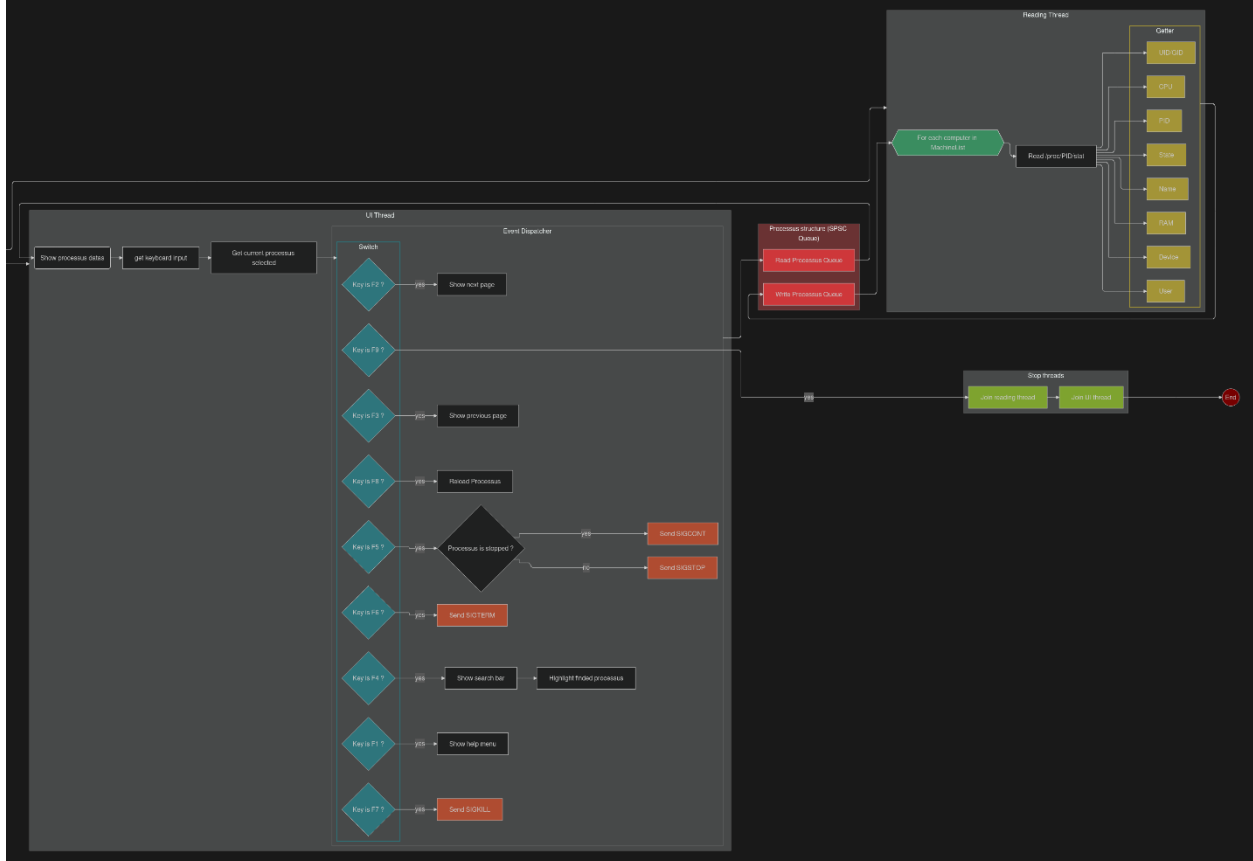 Reading Thread
Getter
UID/GID
CPU
PID
State
Name
RAM
Device
User
For each computer in
MachineList
Read /proc/PID/stat
UI Thread
Event Dispatcher
Switch
Show processus datas
get keyboard input
Get current processus
selected
Key is F2 ?
yes
Show next page
Key is F9 ?
Key is F3 ?
yes
Show previous page
Key is F8 ?
yes
Reload Processus
Key is F5 ?
yes
Processus is stopped ?
yes
Send SIGCONT
no
Send SIGSTOP
Key is F6 ?
yes
Send SIGTERM
Key is F4 ?
yes
Show search bar
Highlight finded processus
Key is F1 ?
yes
Show help menu
Key is F7 ?
yes
Send SIGKILL
Processus structure (SPSC
Queue)
Read Processus Queue
Write Processus Queue
yes
Stop threads
Join reading thread
Join UI thread
End